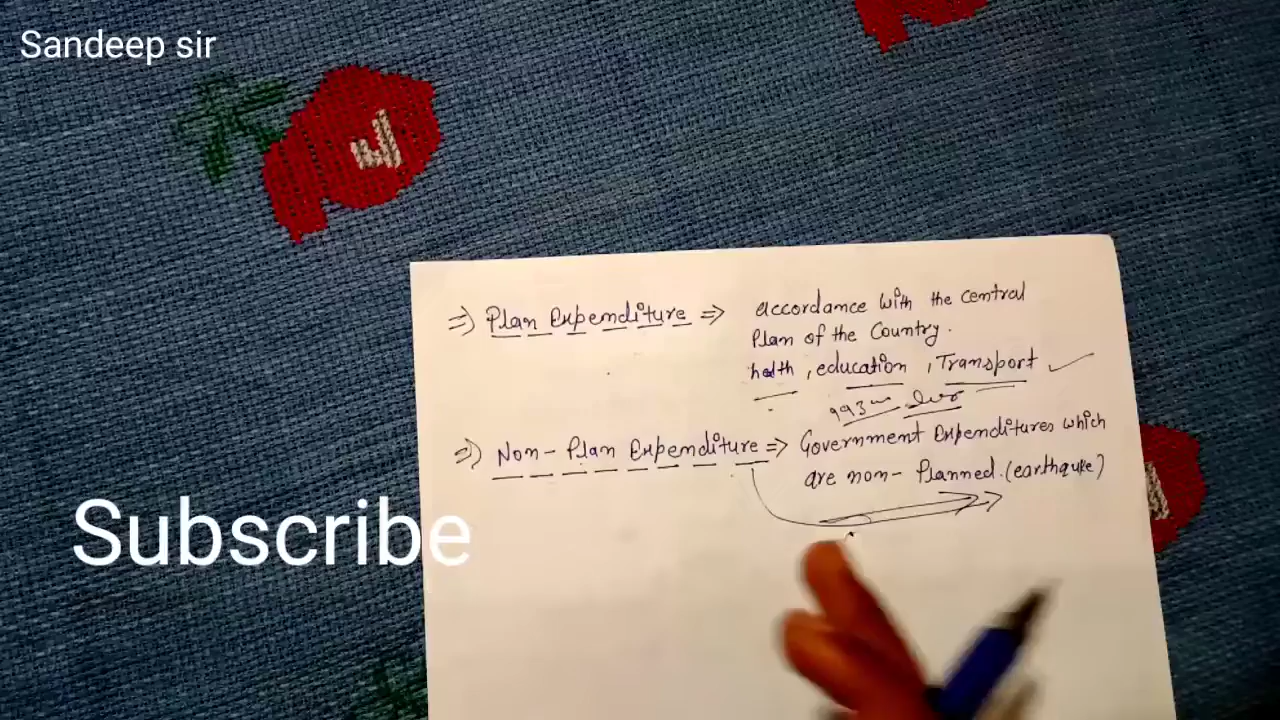 Sandeep sir
=> Plan Expenditure => accordance with the central
Plan of the Country.
helth, education, Transport
=> Non-Plan Expenditure => Government Expenditures which
are non-Planned. (earthquke)
Subscribe